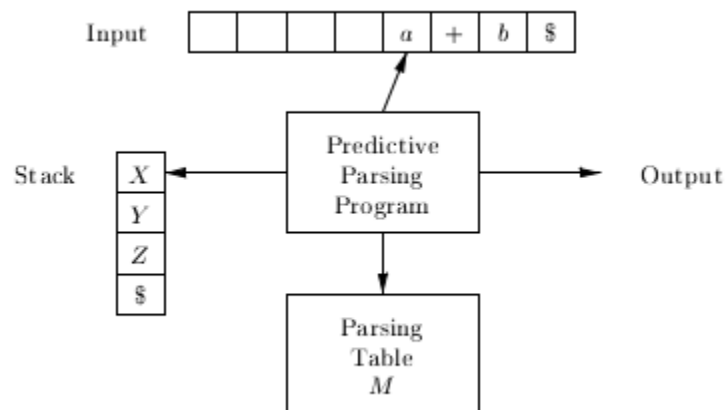 Input a + b $
Predictive
Parsing
Program
Stack
X
Y
Z
$
Output
Parsing
Table
M